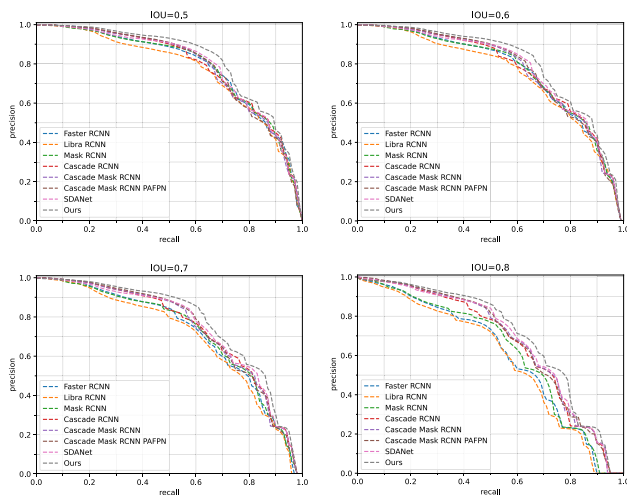 IOU=0,5
1.0
0.8
0.6
0.4
0.2
0.0
precision
Faster RCNN
Libra RCNN
Mask RCNN
Cascade RCNN
Cascade Mask RCNN
Cascade Mask RCNN PAFPN
SDANet
Ours
0.0 0.2 0.4 0.6 0.8 1.0
recall
IOU=0,6
1.0
0.8
0.6
0.4
0.2
0.0
precision
Faster RCNN
Libra RCNN
Mask RCNN
Cascade RCNN
Cascade Mask RCNN
Cascade Mask RCNN PAFPN
SDANet
Ours
0.0 0.2 0.4 0.6 0.8 1.0
recall
IOU=0,7
1.0
0.8
0.6
0.4
0.2
0.0
precision
Faster RCNN
Libra RCNN
Mask RCNN
Cascade RCNN
Cascade Mask RCNN
Cascade Mask RCNN PAFPN
SDANet
Ours
0.0 0.2 0.4 0.6 0.8 1.0
recall
IOU=0.8
1.0
0.8
0.6
0.4
0.2
0.0
precision
Faster RCNN
Libra RCNN
Mask RCNN
Cascade RCNN
Cascade Mask RCNN
Cascade Mask RCNN PAFPN
SDANet
Ours
0.0 0.2 0.4 0.6 0.8 1.0
recall